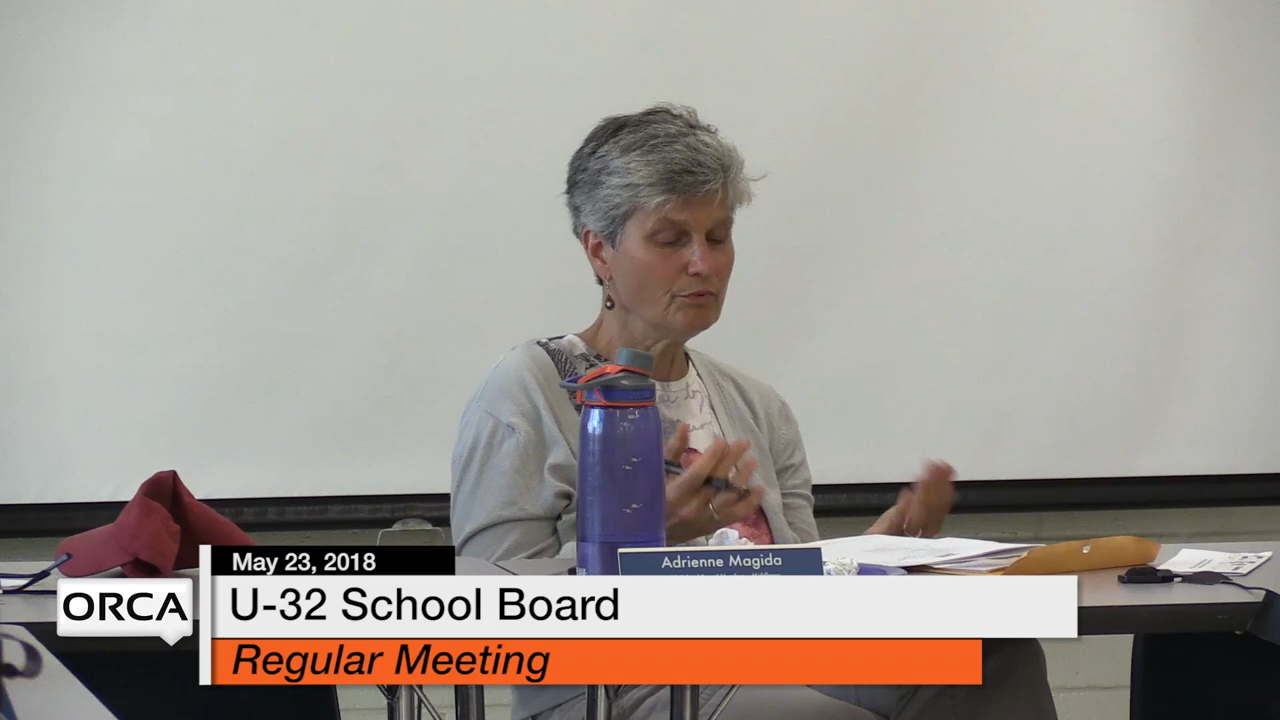 Adrienne Magida
May 23, 2018
ORCA
U-32 School Board
Regular Meeting